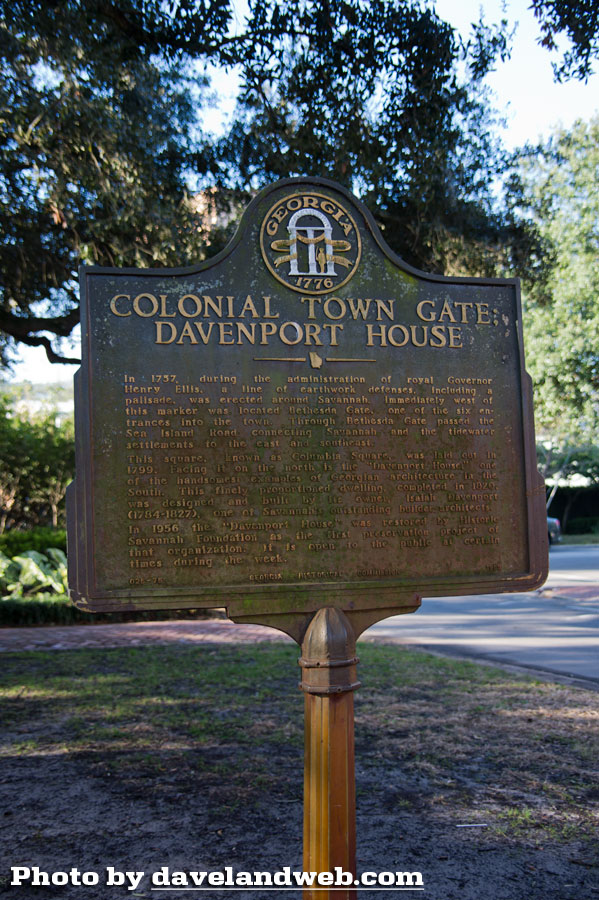 GEORGIA
1776
COLONIAL TOWN GATE;
DAVENPORT HOUSE
In 1757, during the administration of royal Governor
Henry Ellis, a line of earthwork defenses, including a
palisade, was erected around Savannah. Immediately west of
this marker was located Bethesda Gate, one of the six en-
trances into the town. Through Bethesda Gate passed the
Sea Island Road connecting Savannah and the tidewater
settlements to the east and southeast.
This square, known as Columbia Square, was laid out in
1799. Facing it on the north is the "Davenport House," one
of the handsomest examples of Georgian architecture in the
South. This finely proportioned dwelling, completed in 1820,
was designed and built by its owner, Isaiah Davenport
(1784-1827), one of Savannah's outstanding builder-architects.
In 1956 the "Davenport House" was restored by Historic
Savannah Foundation as the first preservation project of
that organization. It is open to the public at certain
times during the week.
GEORGIA HISTORICAL COMMISSION
Photo by davelandweb.com